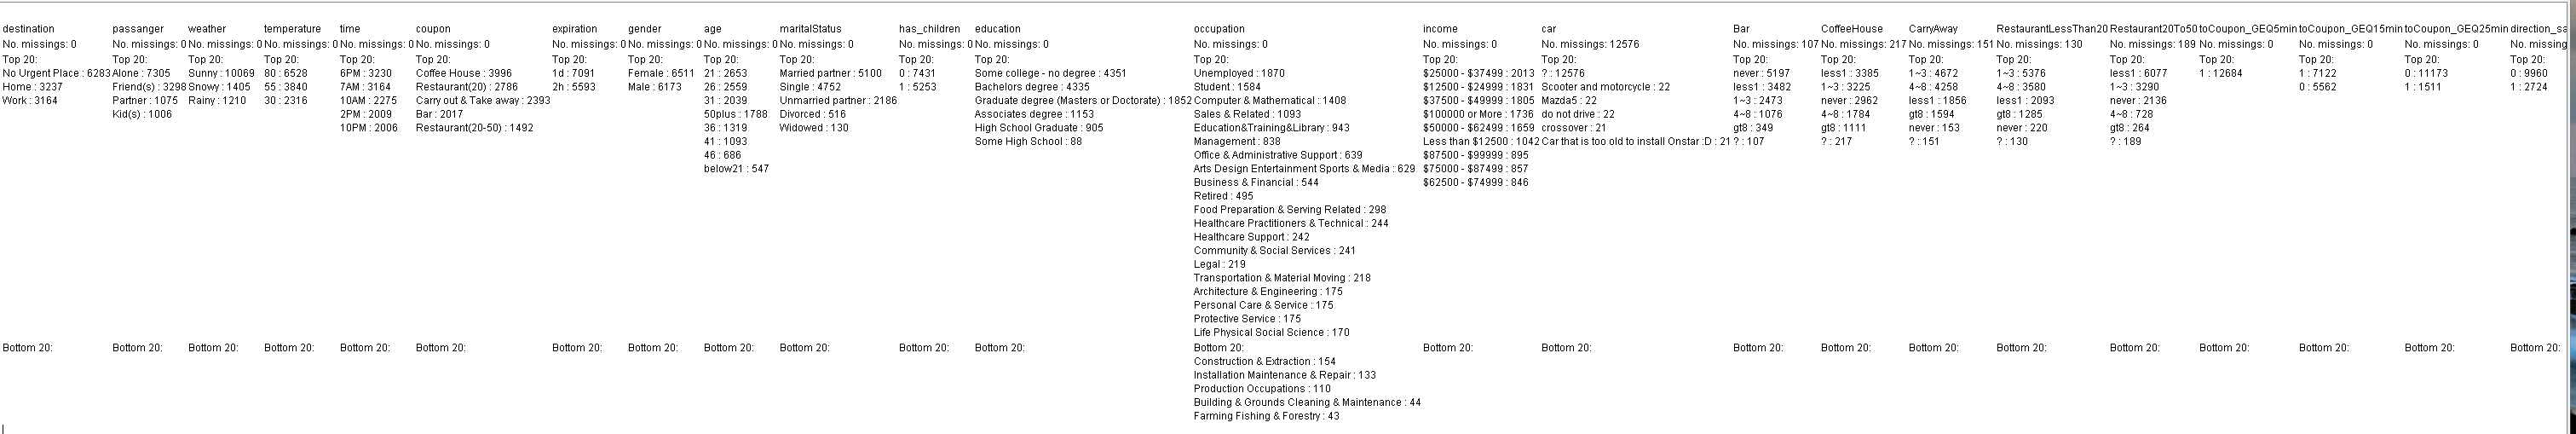 destination passanger weather temperature time coupon expiration gender age maritalStatus has_children education occupation income car Bar CoffeeHouse CarryAway RestaurantLessThan20 Restaurant20To50 toCoupon_GEQ5min toCoupon_GEQ15min toCoupon_GEQ25min direction_sa
No. missings: 0 No. missings: 0 No. missings: 0 No. missings: 0 No. missings: 0 No. missings: 0 No. missings: 0 No. missings: 0 No. missings: 0 No. missings: 0 No. missings: 0 No. missings: 0 No. missings: 0 No. missings: 0 No. missings: 12576 No. missings: 107 No. missings: 217 No. missings: 151 No. missings: 130 No. missings: 189 No. missings: 0 No. missings: 0 No. missings: 0 No. missing
Top 20: Top 20: Top 20: Top 20: Top 20: Top 20: Top 20: Top 20: Top 20: Top 20: Top 20: Top 20: Top 20: Top 20: Top 20: Top 20: Top 20: Top 20: Top 20: Top 20: Top 20: Top 20: Top 20: Top 20:
No Urgent Place : 6283 Alone : 7305 Sunny : 10069 80 : 6528 6PM : 3230 Coffee House : 3996 1d : 7091 Female : 6511 21 : 2653 Married partner : 5100 0 : 7431 Some college - no degree : 4351 Unemployed : 1870 $25000 - $37499 : 2013 ? : 12576 never : 5197 less1 : 3385 1~3 : 4672 1~3 : 5376 less1 : 6077 1 : 12684 1 : 7122 0 : 11173 0 : 9960
Home : 3237 Friend(s) : 3298 Snowy : 1405 55 : 3840 7AM : 3164 Restaurant(20) : 2786 2h : 5593 Male : 6173 26 : 2559 Single : 4752 1 : 5253 Bachelors degree : 4335 Student : 1584 $12500 - $24999 : 1831 Scooter and motorcycle : 22 less1 : 3482 1~3 : 3225 4~8 : 4258 4~8 : 3580 1~3 : 3290 0 : 5562 1 : 1511 1 : 2724
Work : 3164 Partner : 1075 Rainy : 1210 30 : 2316 10AM : 2275 Carry out & Take away : 2393 31 : 2039 Unmarried partner : 2186 Graduate degree (Masters or Doctorate) : 1852 Computer & Mathematical : 1408 $37500 - $49999 : 1805 Mazda5 : 22 1~3 : 2473 never : 2962 less1 : 1856 less1 : 2093 never : 2136
Kid(s) : 1006 2PM : 2009 Bar : 2017 50plus : 1788 Divorced : 516 Associates degree : 1153 Sales & Related : 1093 $100000 or More : 1736 do not drive : 22 4~8 : 1076 4~8 : 1784 gt8 : 1594 gt8 : 1285 4~8 : 728
10PM : 2006 Restaurant(20-50) : 1492 36 : 1319 Widowed : 130 High School Graduate : 905 Education&Training&Library : 943 $50000 - $62499 : 1659 crossover : 21 gt8 : 349 gt8 : 1111 never : 153 never : 220 gt8 : 264
41 : 1093 Some High School : 88 Management : 838 Less than $12500 : 1042 Car that is too old to install Onstar :D : 21 ? : 107 ? : 217 ? : 151 ? : 130 ? : 189
46 : 686 Office & Administrative Support : 639 $87500 - $99999 : 895
below21 : 547 Arts Design Entertainment Sports & Media : 629 $75000 - $87499 : 857
Business & Financial : 544 $62500 - $74999 : 846
Retired : 495
Food Preparation & Serving Related : 298
Healthcare Practitioners & Technical : 244
Healthcare Support : 242
Community & Social Services : 241
Legal : 219
Transportation & Material Moving : 218
Architecture & Engineering : 175
Personal Care & Service : 175
Protective Service : 175
Life Physical Social Science : 170
Bottom 20: Bottom 20: Bottom 20: Bottom 20: Bottom 20: Bottom 20: Bottom 20: Bottom 20: Bottom 20: Bottom 20: Bottom 20: Bottom 20: Bottom 20: Bottom 20: Bottom 20: Bottom 20: Bottom 20: Bottom 20: Bottom 20: Bottom 20: Bottom 20: Bottom 20: Bottom 20: Bottom 20:
Construction & Extraction : 154
Installation Maintenance & Repair : 133
Production Occupations : 110
Building & Grounds Cleaning & Maintenance : 44
Farming Fishing & Forestry : 43